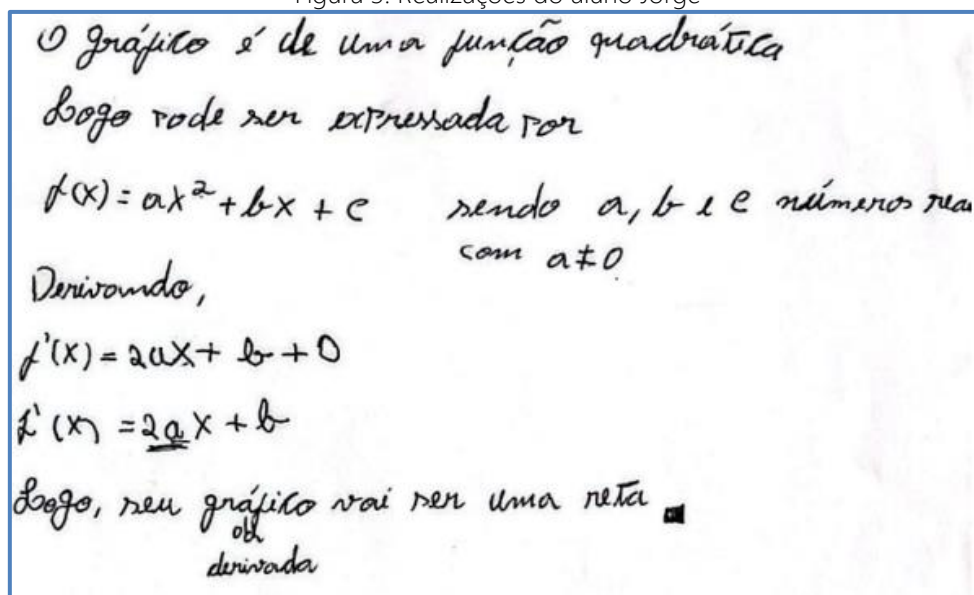 Figura 5: Realizações do aluno Jorge
O gráfico é de uma função quadrática
Logo pode ser expressada por
f(x) = ax² + bx + c sendo a, b e c números rea
com a ≠ 0
Derivando,
f'(x) = 2ax + b + 0
f'(x) = 2ax + b
Logo, seu gráfico vai ser uma reta
da
derivada